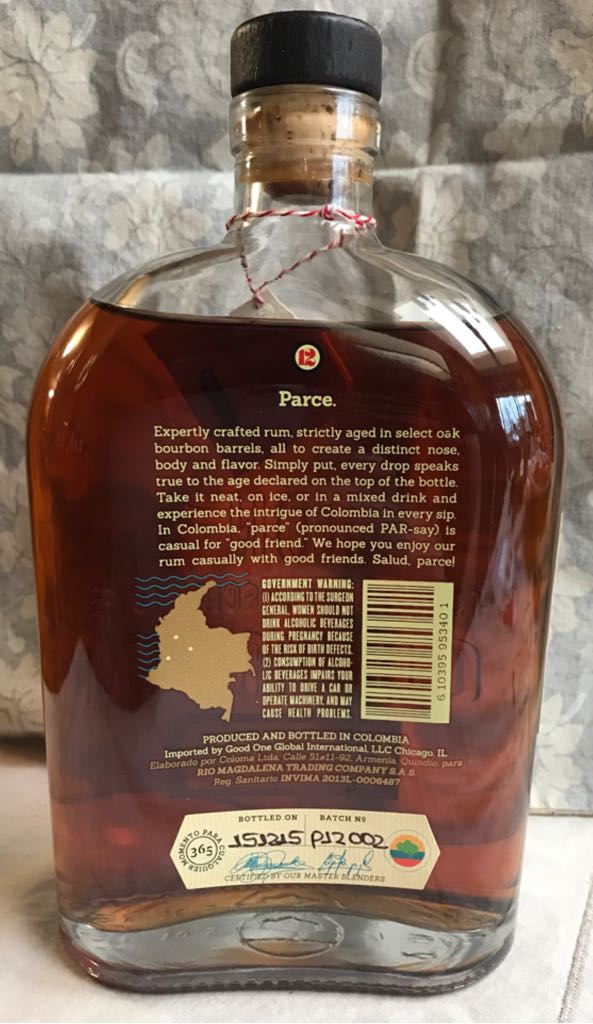 12
Parce.
Expertly crafted rum, strictly aged in select oak
bourbon barrels, all to create a distinct nose,
body and flavor. Simply put, every drop speaks
true to the age declared on the top of the bottle.
Take it neat, on ice, or in a mixed drink and
experience the intrigue of Colombia in every sip.
In Colombia, "parce" (pronounced PAR-say) is
casual for "good friend." We hope you enjoy our
rum casually with good friends. Salud, parce!
GOVERNMENT WARNING:
(1) ACCORDING TO THE SURGEON
GENERAL, WOMEN SHOULD NOT
DRINK ALCOHOLIC BEVERAGES
DURING PREGNANCY BECAUSE
OF THE RISK OF BIRTH DEFECTS.
(2) CONSUMPTION OF ALCOHO-
LIC BEVERAGES IMPAIRS YOUR
ABILITY TO DRIVE A CAR OR
OPERATE MACHINERY, AND MAY
CAUSE HEALTH PROBLEMS.
6 10395 95340 1
PRODUCED AND BOTTLED IN COLOMBIA
Imported by Good One Global International, LLC Chicago, IL
Elaborado por Coloma Ltda. Calle 51#11-92, Armenia, Quindío, para
RIO MAGDALENA TRADING COMPANY S.A.S.
Reg. Sanitario INVIMA 2013L-0006487
UN MOMENTO PARA CUALQUIER
365
BOTTLED ON BATCH Nº
151215 P12 002
CERTIFIED BY OUR MASTER BLENDERS